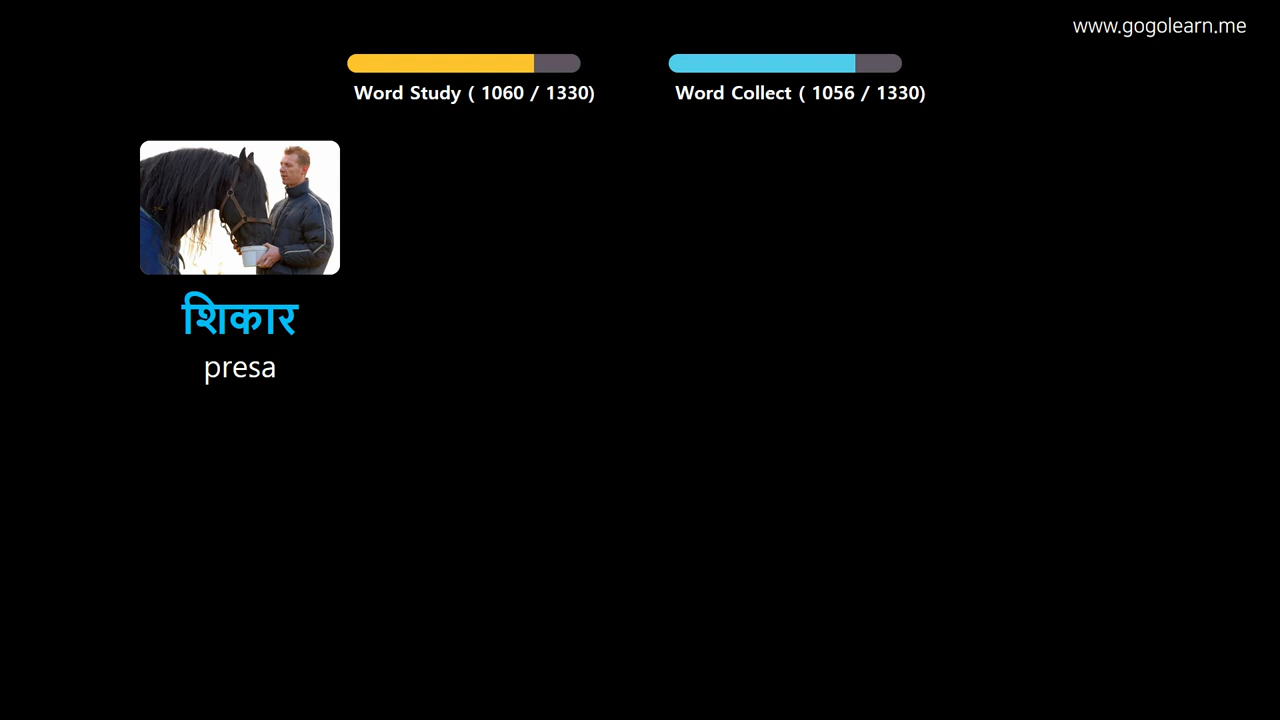 www.gogolearn.me
Word Study ( 1060 / 1330)
Word Collect ( 1056 / 1330)
शिकार
presa